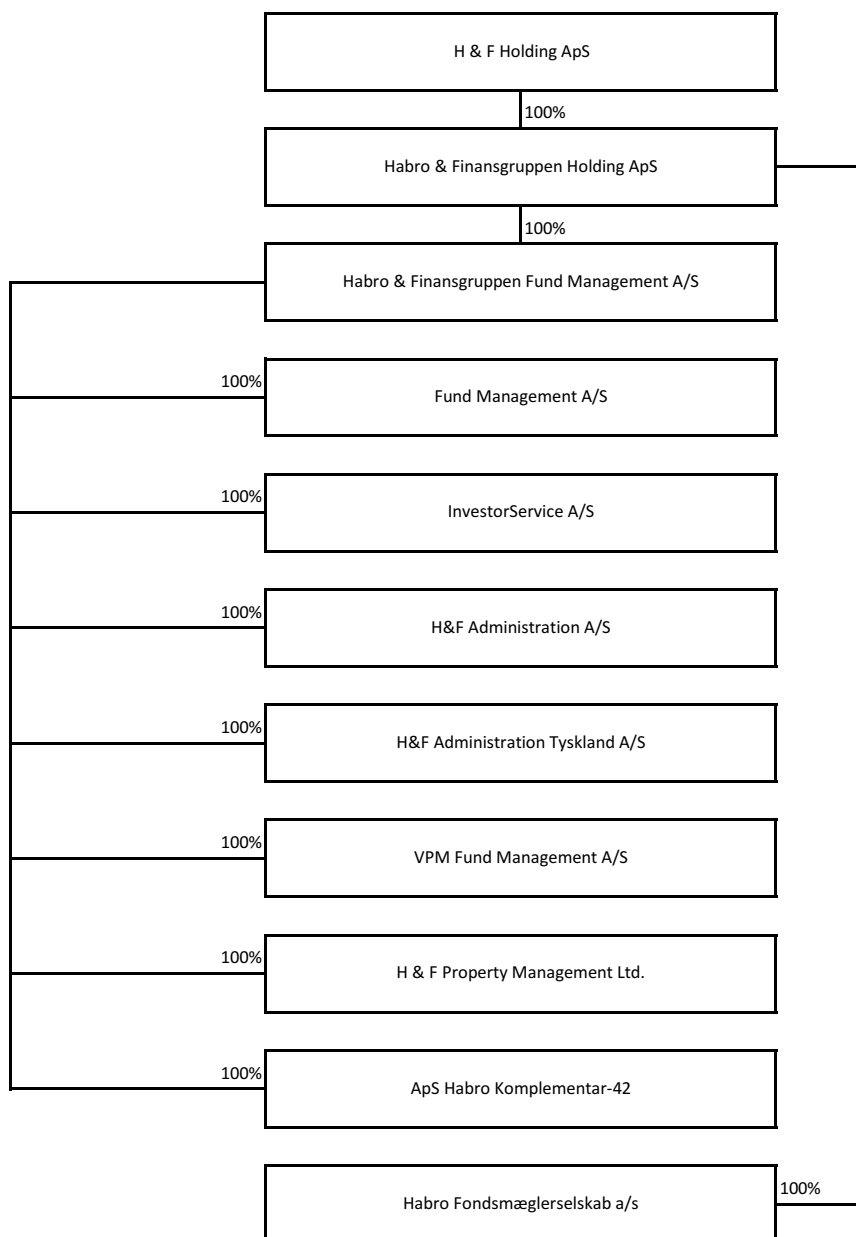 H & F Holding ApS
100%
Habro & Finansgruppen Holding ApS
100%
Habro & Finansgruppen Fund Management A/S
100%
Fund Management A/S
100%
InvestorService A/S
100%
H&F Administration A/S
100%
H&F Administration Tyskland A/S
100%
VPM Fund Management A/S
100%
H & F Property Management Ltd.
100%
ApS Habro Komplementar-42
100%
Habro Fondsmæglerselskab a/s